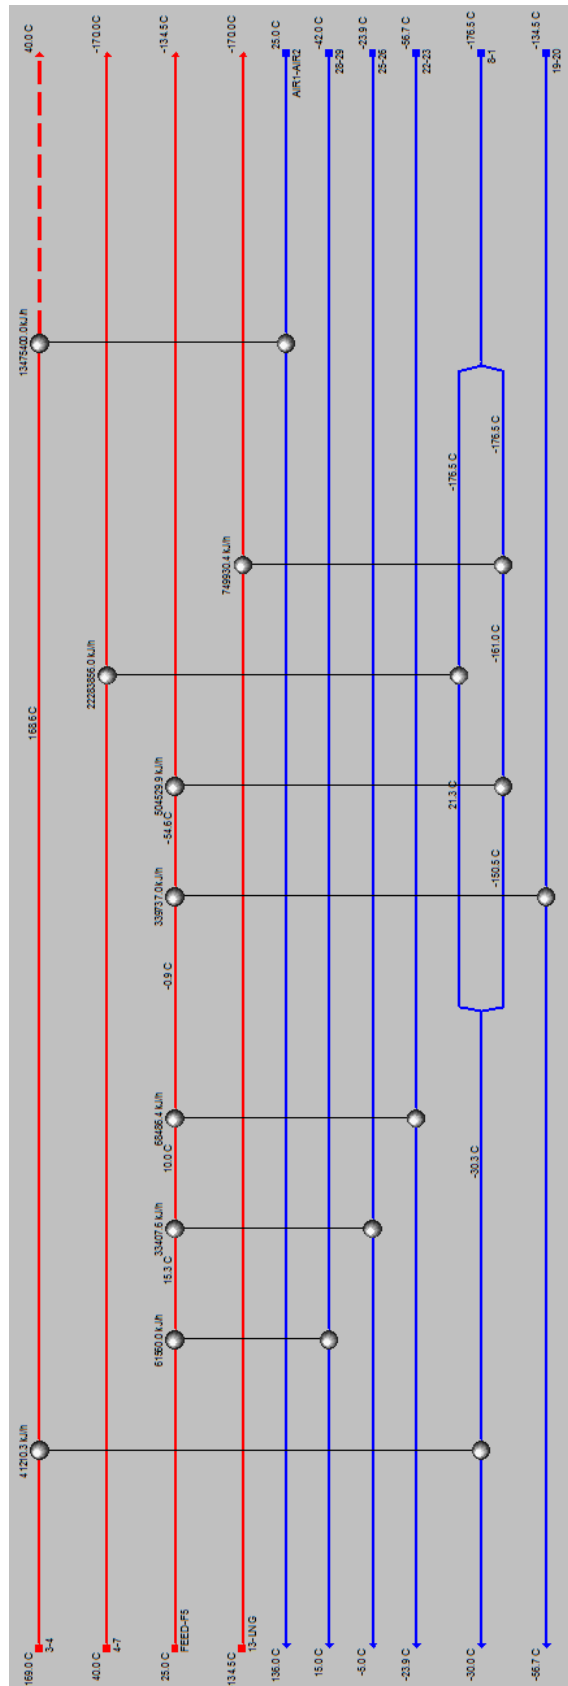 40.0 C
-170.0 C
-134.5 C
-170.0 C
25.0 C
AIR1-AIR2
-42.0 C
28-29
-23.9 C
25-26
-56.7 C
22-23
-176.5 C
8-1
-134.5 C
19-20
13475400.0 kJ/h
-176.5 C
-176.5 C
749930.4 kJ/h
-161.0 C
22283856.0 kJ/h
168.6 C
504529.9 kJ/h
-54.6 C
21.3 C
-150.5 C
339737.0 kJ/h
-0.9 C
68486.4 kJ/h
10.0 C
-30.3 C
33407.6 kJ/h
15.3 C
61560.0 kJ/h
41210.3 kJ/h
169.0 C
3-4
40.0 C
4-7
25.0 C
FEED-F5
134.5 C
13-LNG
136.0 C
15.0 C
-5.0 C
-23.9 C
-30.0 C
-56.7 C